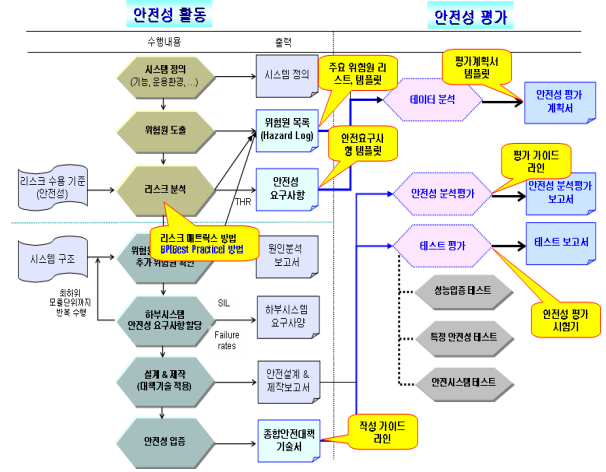 안전성 활동
안전성 평가
수행내용
출력
시스템 정의
(기능, 운용환경,...)
시스템 정의
주요 위험원 리
스트, 템플릿
평가계획서
템플릿
데이터 분석
안전성 평가
계획서
위험원 도출
위험원 목록
(Hazard Log)
안전요구사
항 템플릿
평가 가이드
라인
리스크 수용 기준
(안전성)
리스크 분석
THR
안전성
요구사항
안전성 분석평가
안전성 분석평가
보고서
리스크 매트릭스 방법
BP(Best Practice) 방법
시스템 구조
위험원
추가 위험원 확인
원인분석
보고서
테스트 평가
테스트 보고서
최하위
모듈단위까지
반복 수행
성능입증 테스트
안전성 평가
시험기
하부시스템
안전성 요구사항 할당
SIL
Failure
rates
하부시스템
요구사양
특정 안전성 테스트
설계 & 제작
(대책기술 적용)
안전설계 &
제작보고서
안전시스템 테스트
안전성 입증
종합안전대책
기술서
작성 가이드
라인